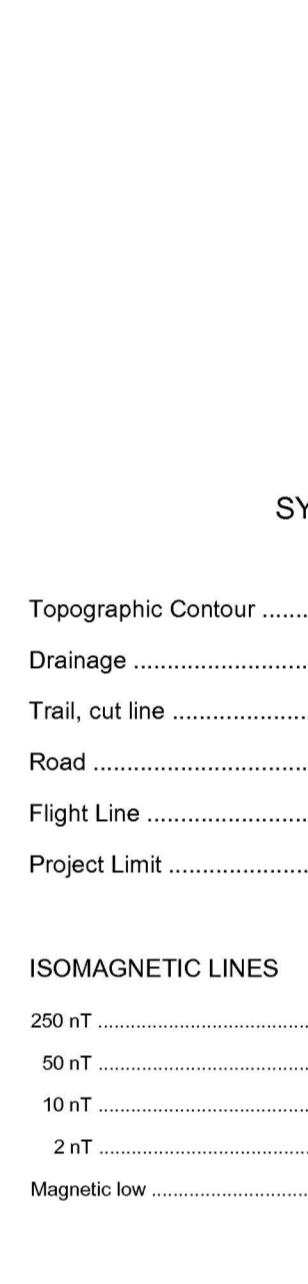 SY
Topographic Contour .......
Drainage ..........................
Trail, cut line ....................
Road ................................
Flight Line ........................
Project Limit .....................
ISOMAGNETIC LINES
250 nT .......................................
50 nT .......................................
10 nT .......................................
2 nT .......................................
Magnetic low .............................